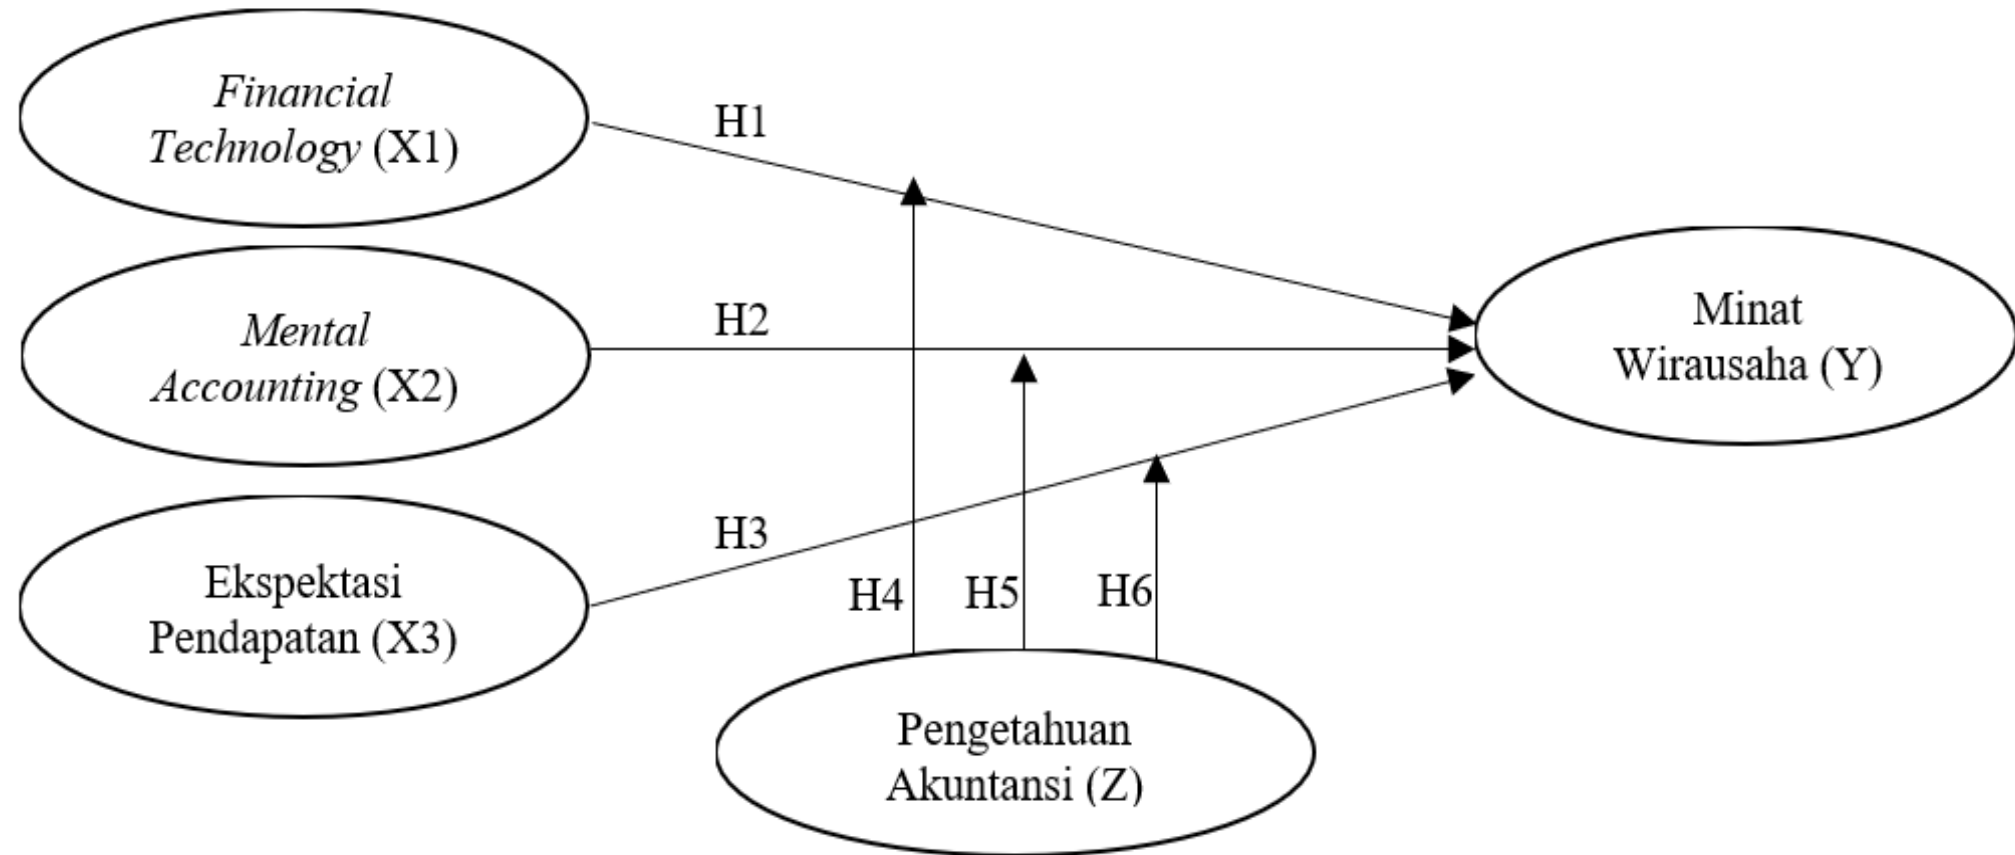 Financial
Technology (X1)
H1
Mental
Accounting (X2)
H2
Minat
Wirausaha (Y)
Ekspektasi
Pendapatan (X3)
H3
H4
H5
H6
Pengetahuan
Akuntansi (Z)